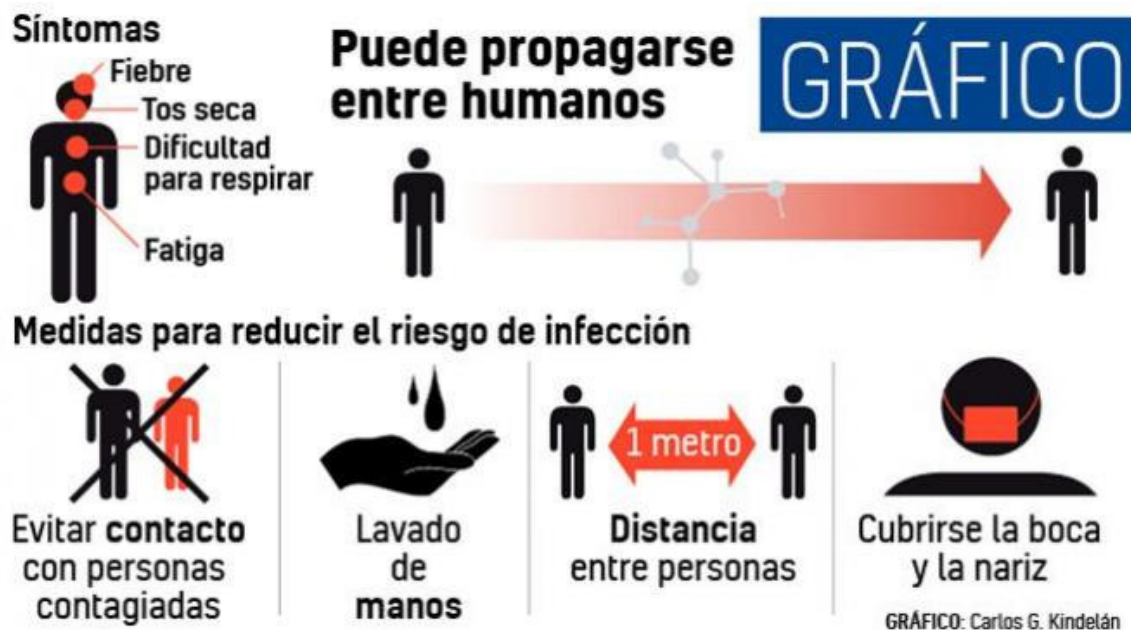 Síntomas
Fiebre
Tos seca
Dificultad
para respirar
Fatiga
Puede propagarse
entre humanos
GRÁFICO
Medidas para reducir el riesgo de infección
Evitar contacto
con personas
contagiadas
Lavado
de
manos
1 metro
Distancia
entre personas
Cubrirse la boca
y la nariz
GRÁFICO: Carlos G. Kindelán